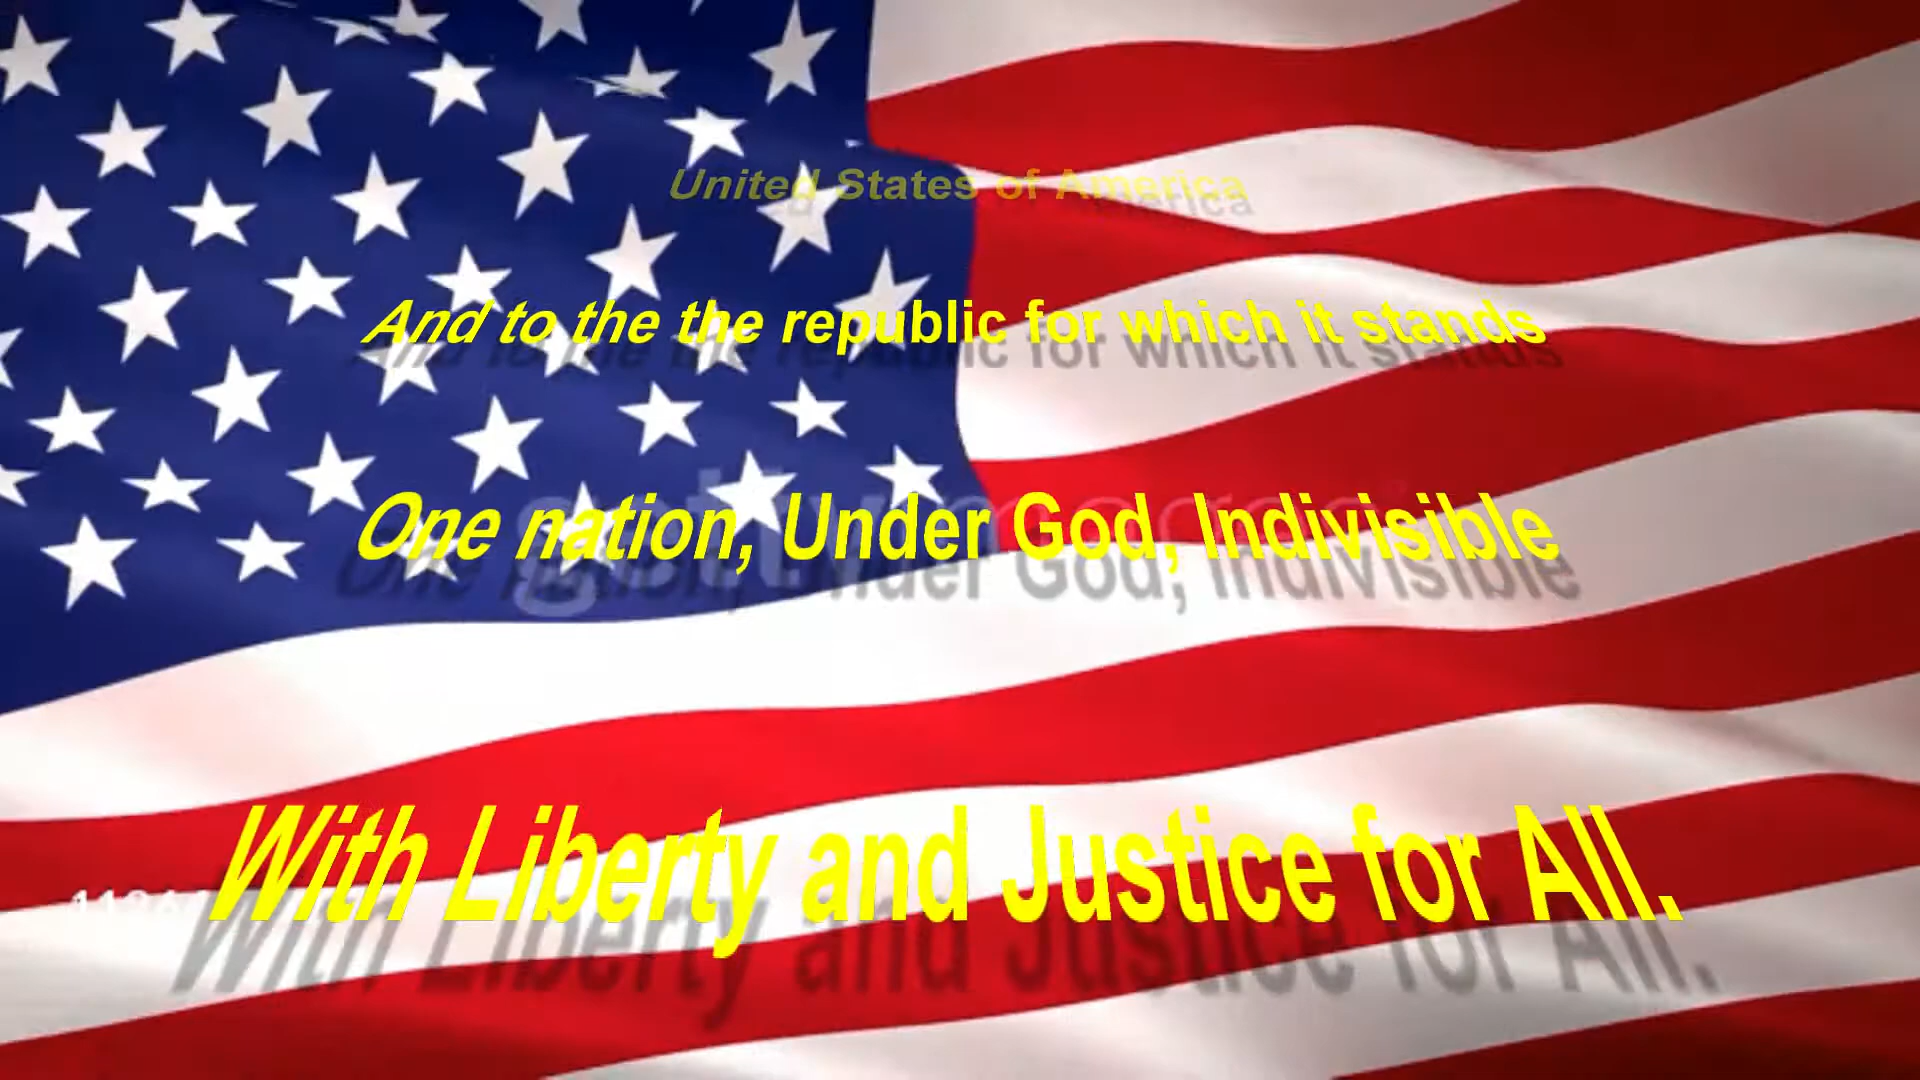 United States of America
And to the the republic for which it stands
One nation, Under God, Indivisible
With Liberty and Justice for All.